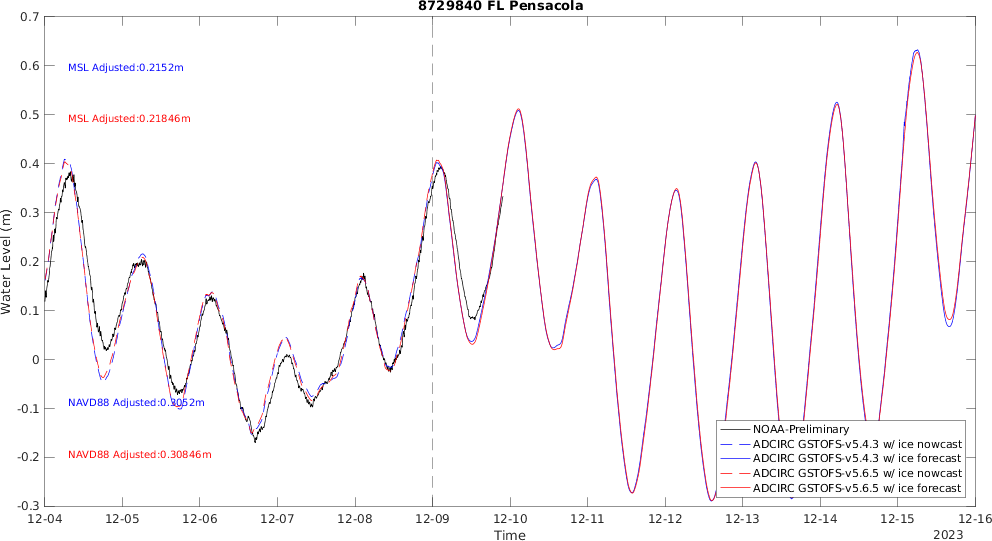 8729840 FL Pensacola
0.7
0.6
0.5
0.4
0.3
0.2
0.1
0
-0.1
-0.2
-0.3
Water Level (m)
MSL Adjusted:0.2152m
MSL Adjusted:0.21846m
NAVD88 Adjusted:0.3052m
NAVD88 Adjusted:0.30846m
NOAA-Preliminary
ADCIRC GSTOFS-v5.4.3 w/ ice nowcast
ADCIRC GSTOFS-v5.4.3 w/ ice forecast
ADCIRC GSTOFS-v5.6.5 w/ ice nowcast
ADCIRC GSTOFS-v5.6.5 w/ ice forecast
12-04 12-05 12-06 12-07 12-08 12-09 12-10 12-11 12-12 12-13 12-14 12-15 12-16
Time
2023